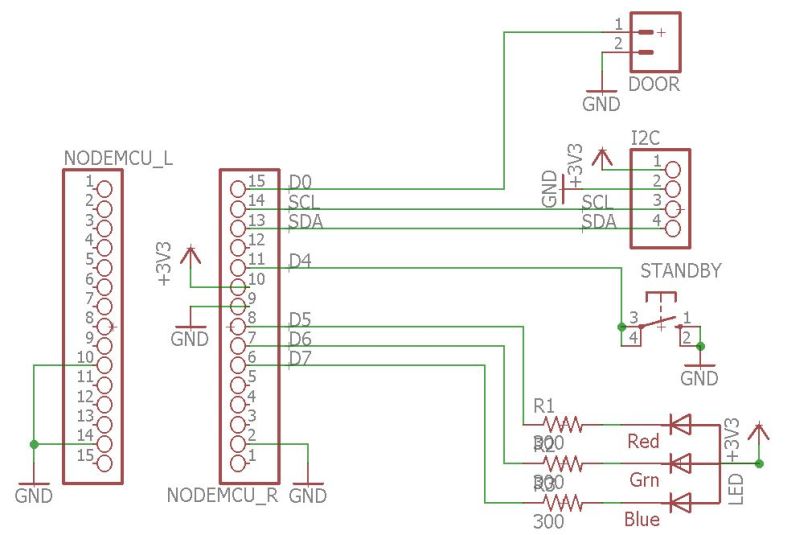 1
+
2
DOOR
GND
I2C
+3V3
GND
1
2
SCL
3
+
SDA
4
NODEMCU_L
1
2
3
4
5
6
7
8
+
9
10
11
12
13
14
15
GND
15
D0
14
SCL
13
SDA
12
11
D4
+3V3
10
9
GND
8
D5
7
D6
6
D7
5
4
3
2
1
NODEMCU_R
GND
STANDBY
3
1
4
2
GND
R1
300
Red
R2
300
Grn
R3
300
Blue
LED
+3V3